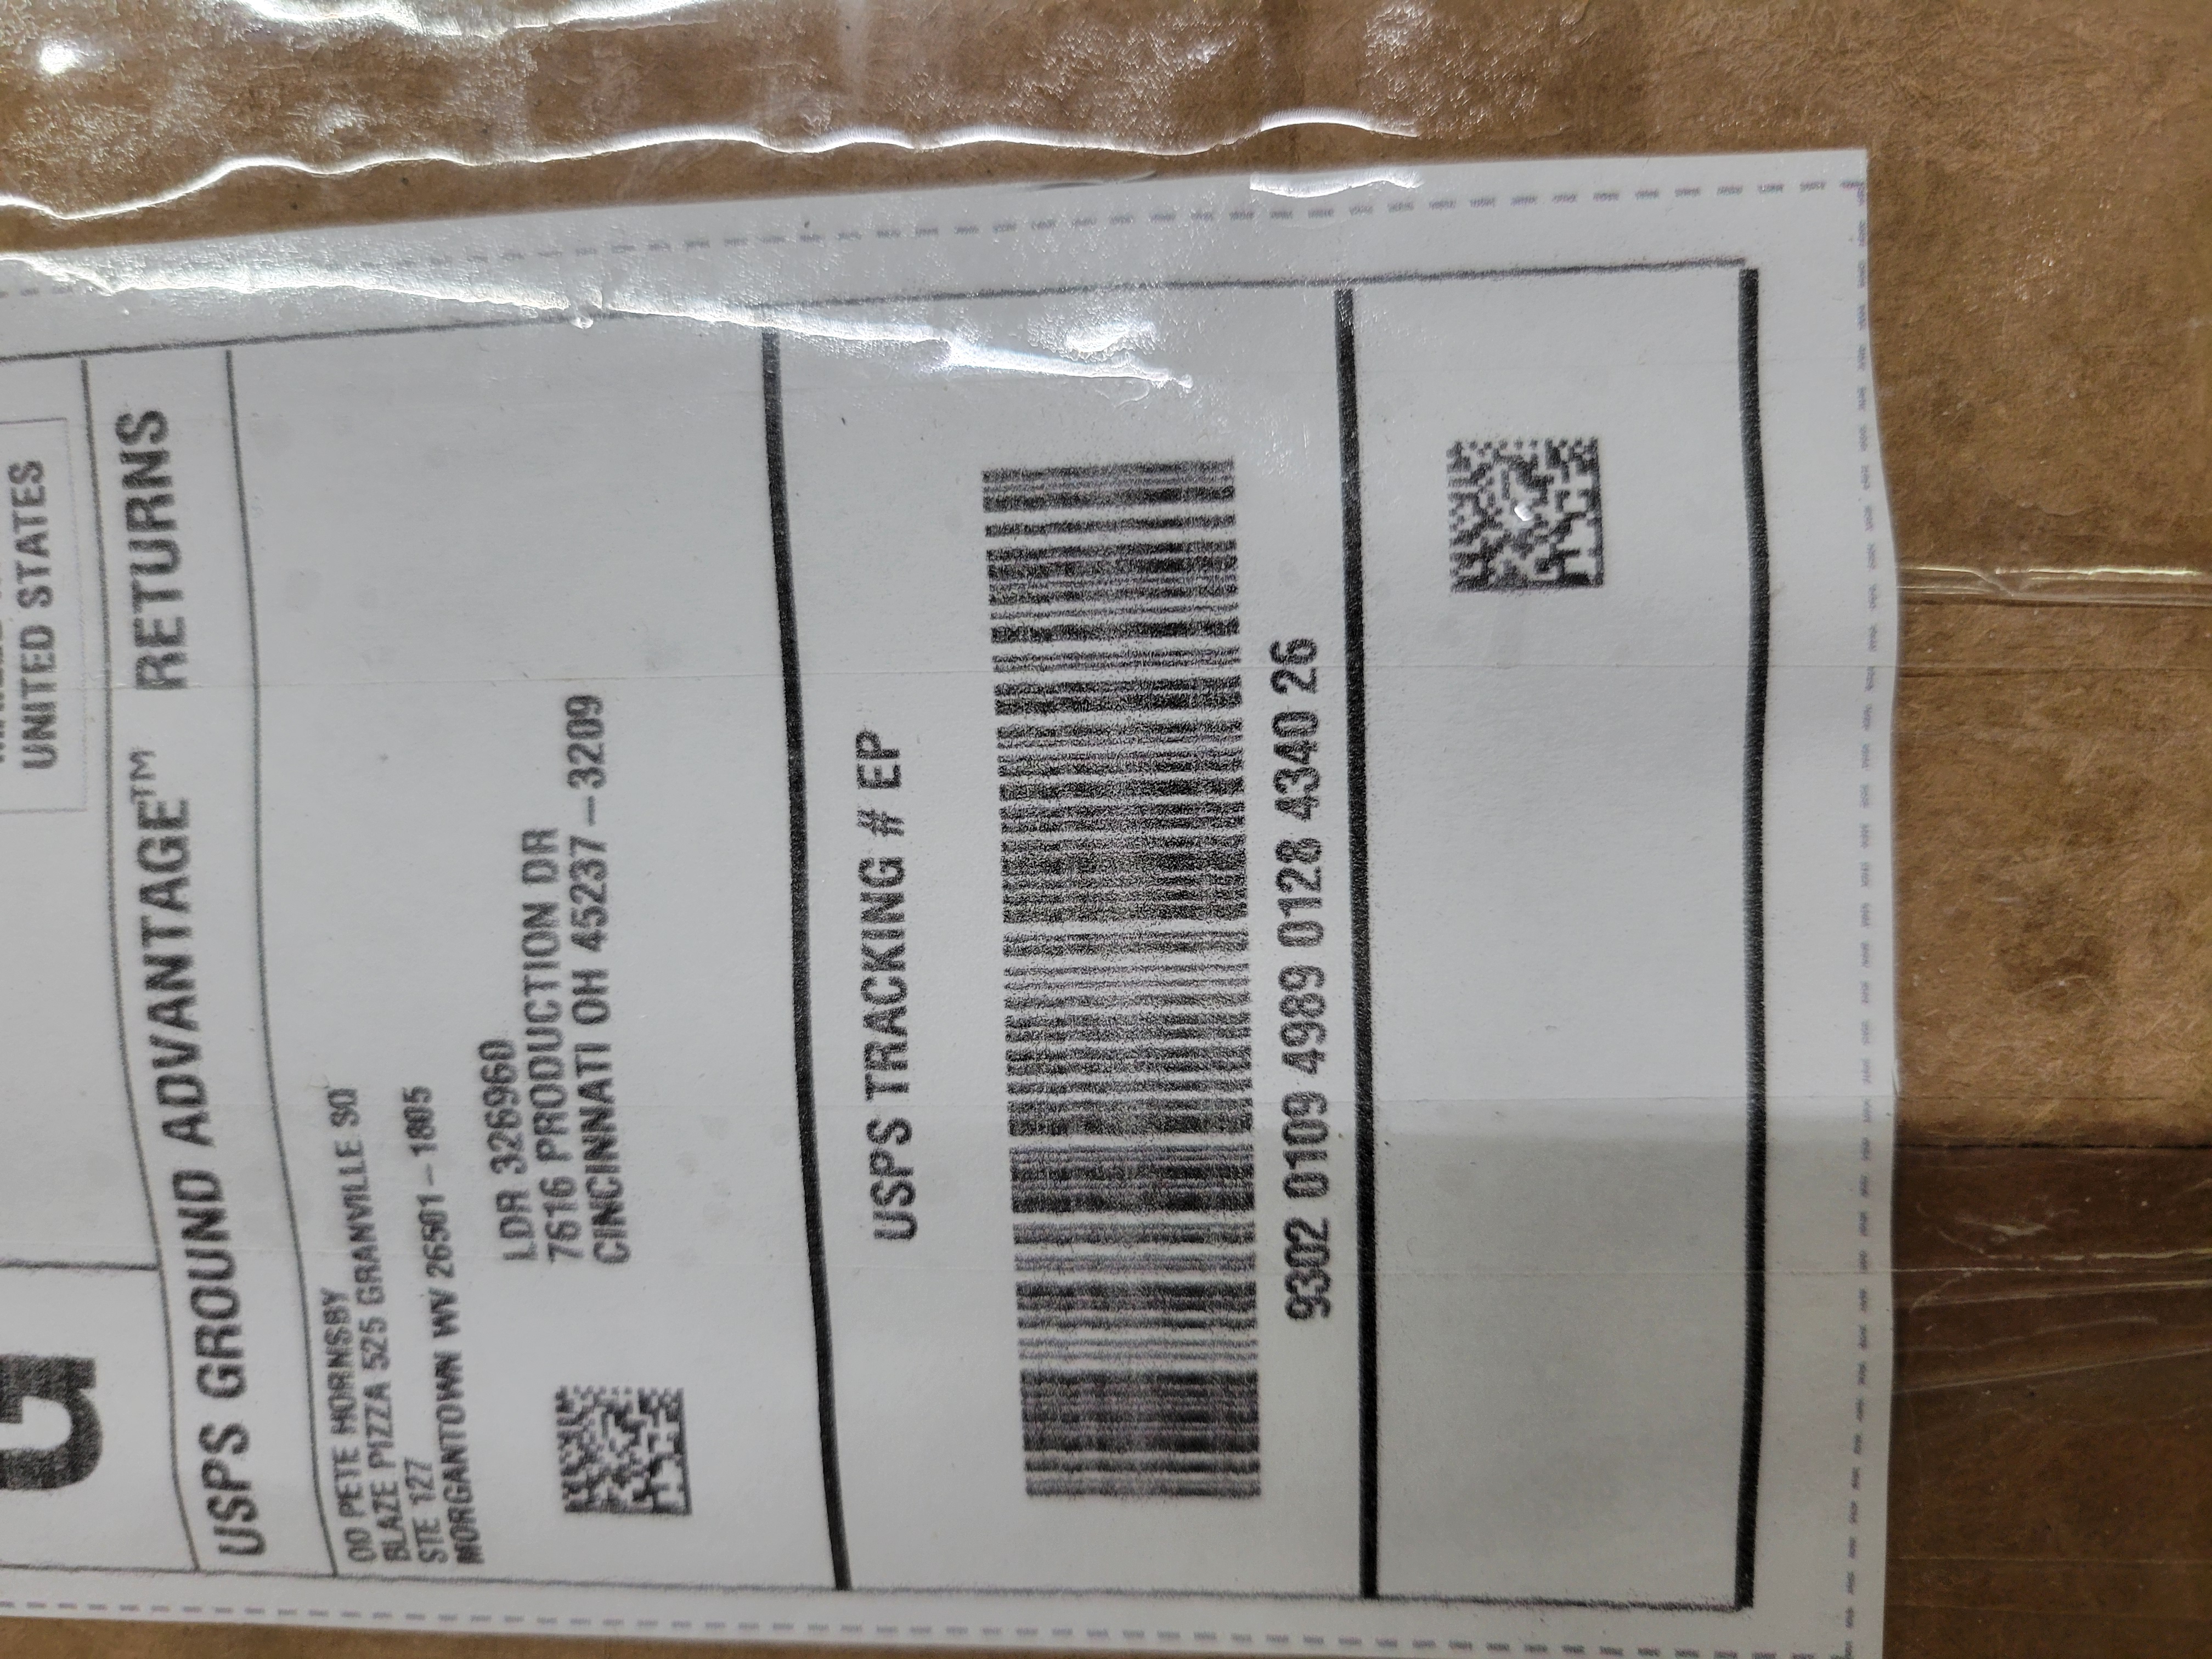 UNITED STATES
G
USPS GROUND ADVANTAGE™ RETURNS
OD PETE HORNSBY
BLAZE PIZZA 525 GRANVILLE SQ
STE 127
MORGANTOWN WV 26501-1805
LDR 326960
7616 PRODUCTION DR
CINCINNATI OH 45237-3209
USPS TRACKING # EP
9302 0109 4989 0128 4340 26